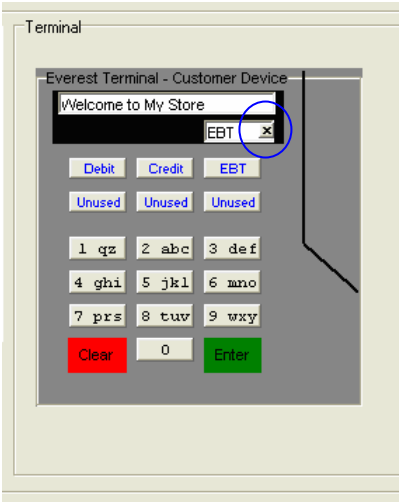 Terminal
Everest Terminal - Customer Device
Welcome to My Store
EBT ×
Debit Credit EBT
Unused Unused Unused
1 qz 2 abc 3 def
4 ghi 5 jkl 6 mno
7 prs 8 tuv 9 wxy
Clear 0 Enter